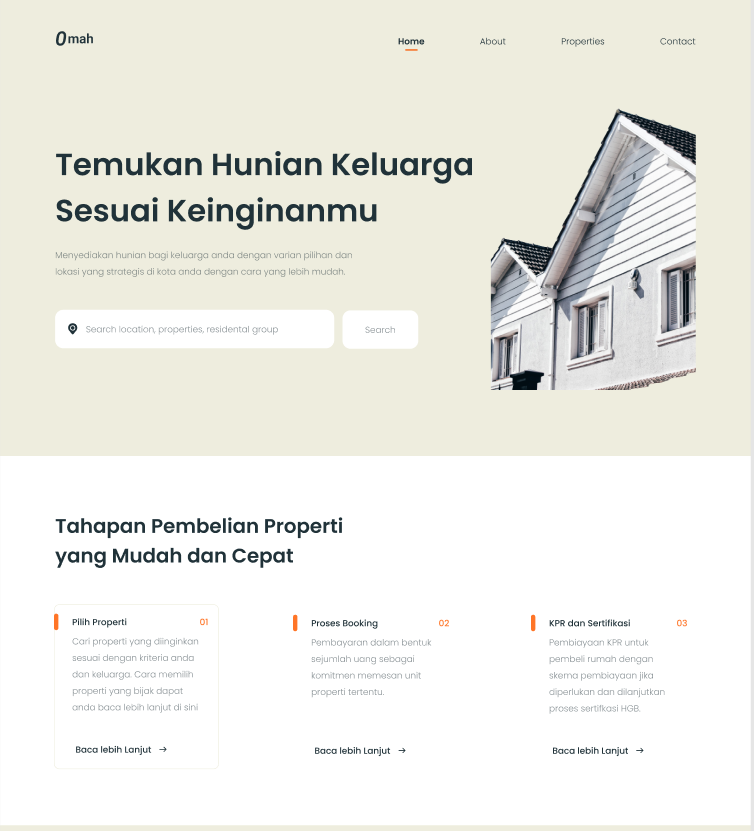 Omah
Home
About
Properties
Contact
Temukan Hunian Keluarga
Sesuai Keinginanmu
Menyediakan hunian bagi keluarga anda dengan varian pilihan dan
lokasi yang strategis di kota anda dengan cara yang lebih mudah.
Search location, properties, residental group
Search
Tahapan Pembelian Properti
yang Mudah dan Cepat
Pilih Properti
01
Cari properti yang diinginkan
sesuai dengan kriteria anda
dan keluarga. Cara memilih
properti yang bijak dapat
anda baca lebih lanjut di sini
Baca lebih Lanjut →
Proses Booking
02
Pembayaran dalam bentuk
sejumlah uang sebagai
komitmen memesan unit
properti tertentu.
Baca lebih Lanjut →
KPR dan Sertifikasi
03
Pembiayaan KPR untuk
pembeli rumah dengan
skema pembiayaan jika
diperlukan dan dilanjutkan
proses sertifkasi HGB.
Baca lebih Lanjut →